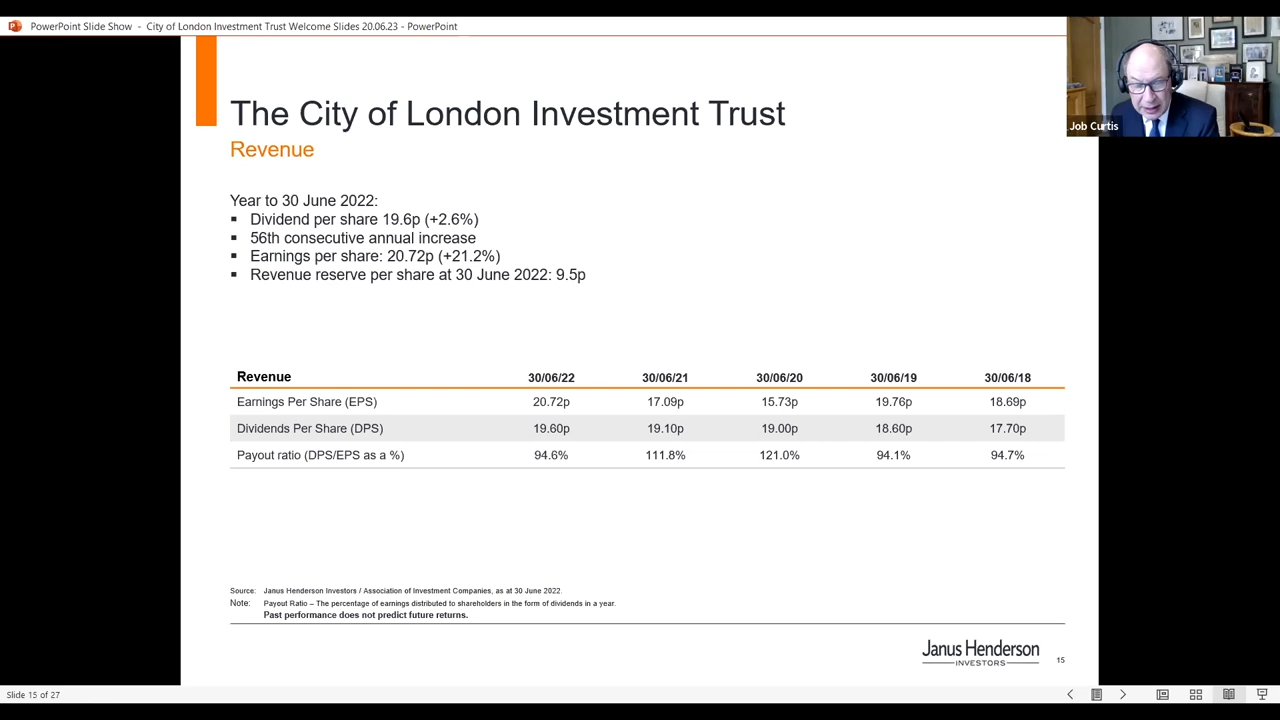 PowerPoint Slide Show - City of London Investment Trust Welcome Slides 20.06.23 - PowerPoint
Job Curtis
The City of London Investment Trust
Revenue
Year to 30 June 2022:
▪ Dividend per share 19.6p (+2.6%)
▪ 56th consecutive annual increase
▪ Earnings per share: 20.72p (+21.2%)
▪ Revenue reserve per share at 30 June 2022: 9.5p
Revenue 30/06/22 30/06/21 30/06/20 30/06/19 30/06/18
Earnings Per Share (EPS) 20.72p 17.09p 15.73p 19.76p 18.69p
Dividends Per Share (DPS) 19.60p 19.10p 19.00p 18.60p 17.70p
Payout ratio (DPS/EPS as a %) 94.6% 111.8% 121.0% 94.1% 94.7%
Source: Janus Henderson Investors / Association of Investment Companies, as at 30 June 2022.
Note: Payout Ratio – The percentage of earnings distributed to shareholders in the form of dividends in a year.
Past performance does not predict future returns.
Janus Henderson
INVESTORS
15
Slide 15 of 27